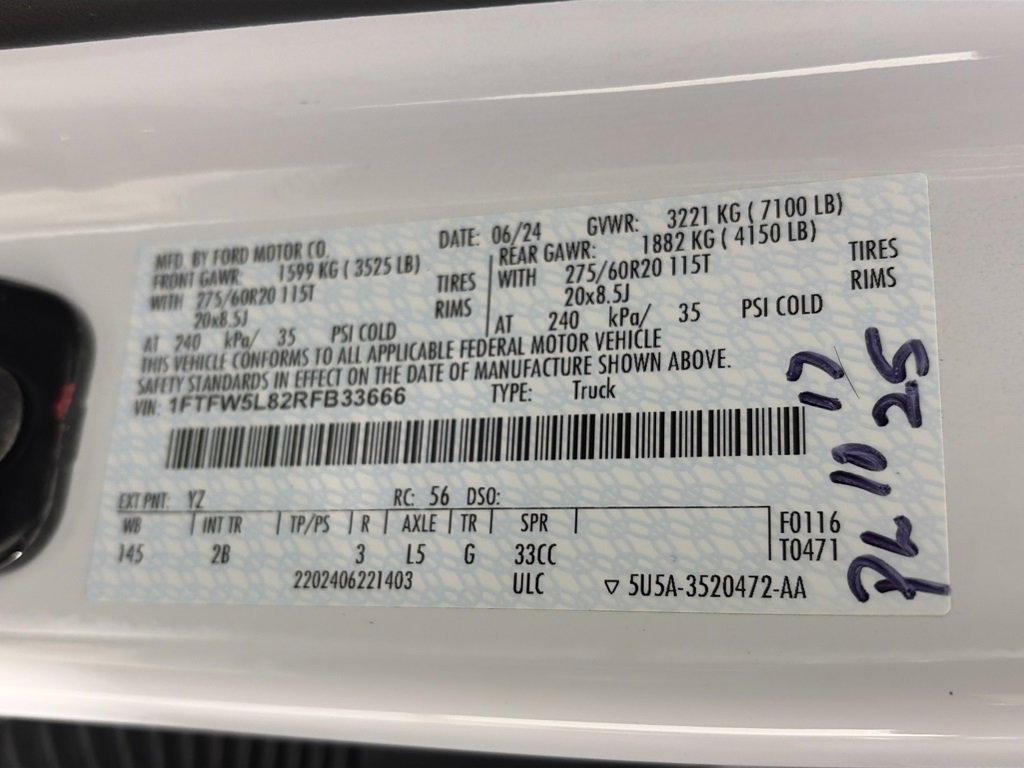 MFD. BY FORD MOTOR CO. DATE: 06/24 GVWR: 3221 KG ( 7100 LB)
FRONT GAWR: 1599 KG ( 3525 LB) REAR GAWR: 1882 KG ( 4150 LB)
WITH 275/60R20 115T TIRES WITH 275/60R20 115T TIRES
20x8.5J RIMS 20x8.5J RIMS
AT 240 kPa/ 35 PSI COLD AT 240 kPa/ 35 PSI COLD
THIS VEHICLE CONFORMS TO ALL APPLICABLE FEDERAL MOTOR VEHICLE
SAFETY STANDARDS IN EFFECT ON THE DATE OF MANUFACTURE SHOWN ABOVE.
VIN: 1FTFW5L82RFB33666 TYPE: Truck
EXT PNT: YZ RC: 56 DSO:
WB INT TR TP/PS R AXLE TR SPR F0116
145 2B 3 L5 G 33CC T0471
2202406221403 ULC ▽ 5U5A-3520472-AA
10 17
25